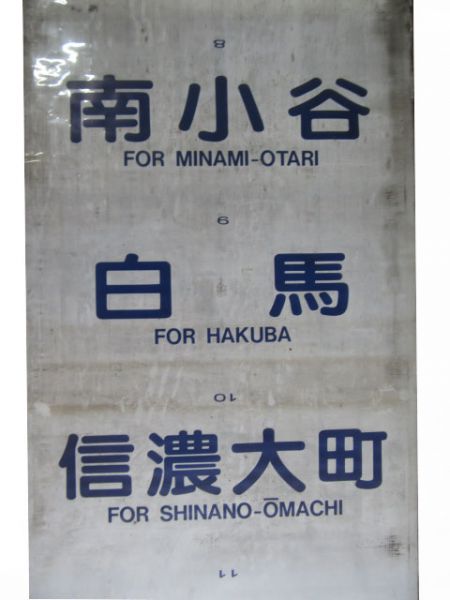 8
南小谷
FOR MINAMI-OTARI
9
白馬
FOR HAKUBA
10
信濃大町
FOR SHINANO-ŌMACHI
11